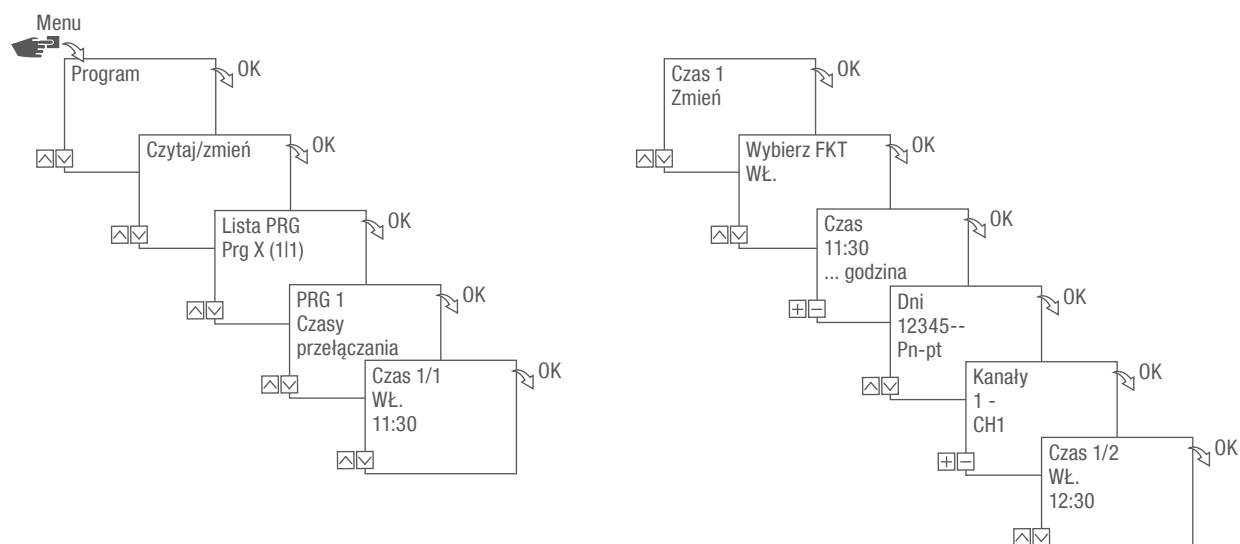 Menu
Program
OK
Czytaj/zmień
OK
Lista PRG
Prg X (1|1)
OK
PRG 1
Czasy
przełączania
OK
Czas 1/1
WŁ.
11:30
OK
Czas 1
Zmień
OK
Wybierz FKT
WŁ.
OK
Czas
11:30
... godzina
OK
Dni
12345--
Pn-pt
OK
Kanały
1 -
CH1
OK
Czas 1/2
WŁ.
12:30
OK